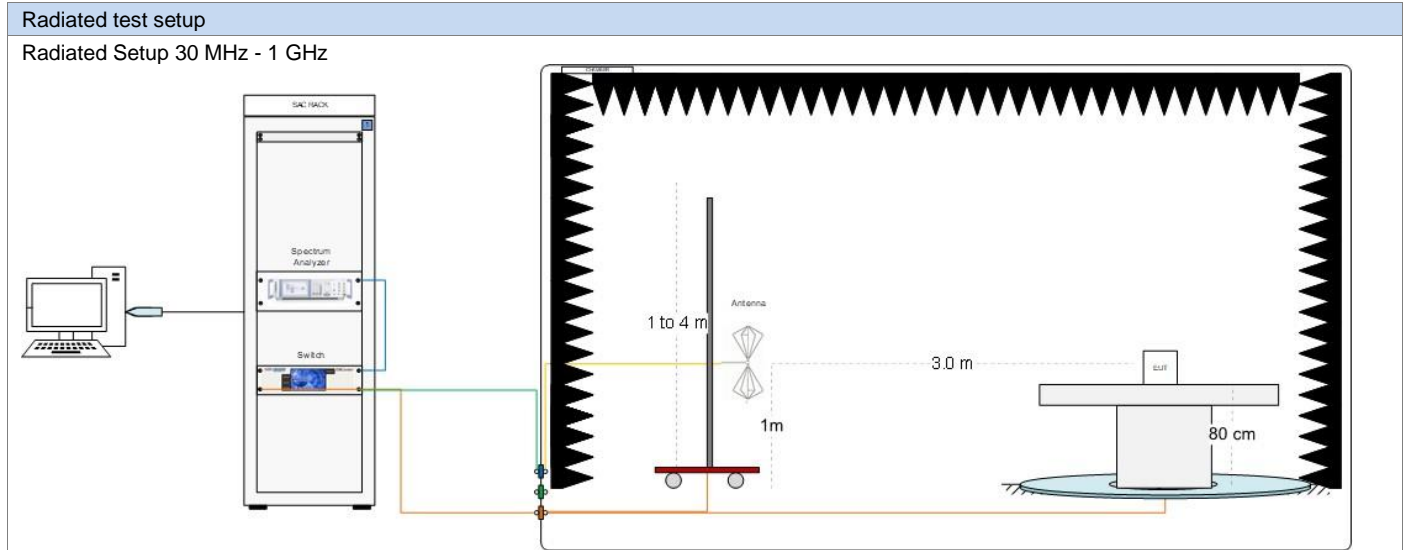 Radiated test setup
Radiated Setup 30 MHz - 1 GHz
CHAMBER
SAC RACK
Spectrum
Analyzer
Antenna
1 to 4 m
Switch
3.0 m
EUT
1m
80 cm